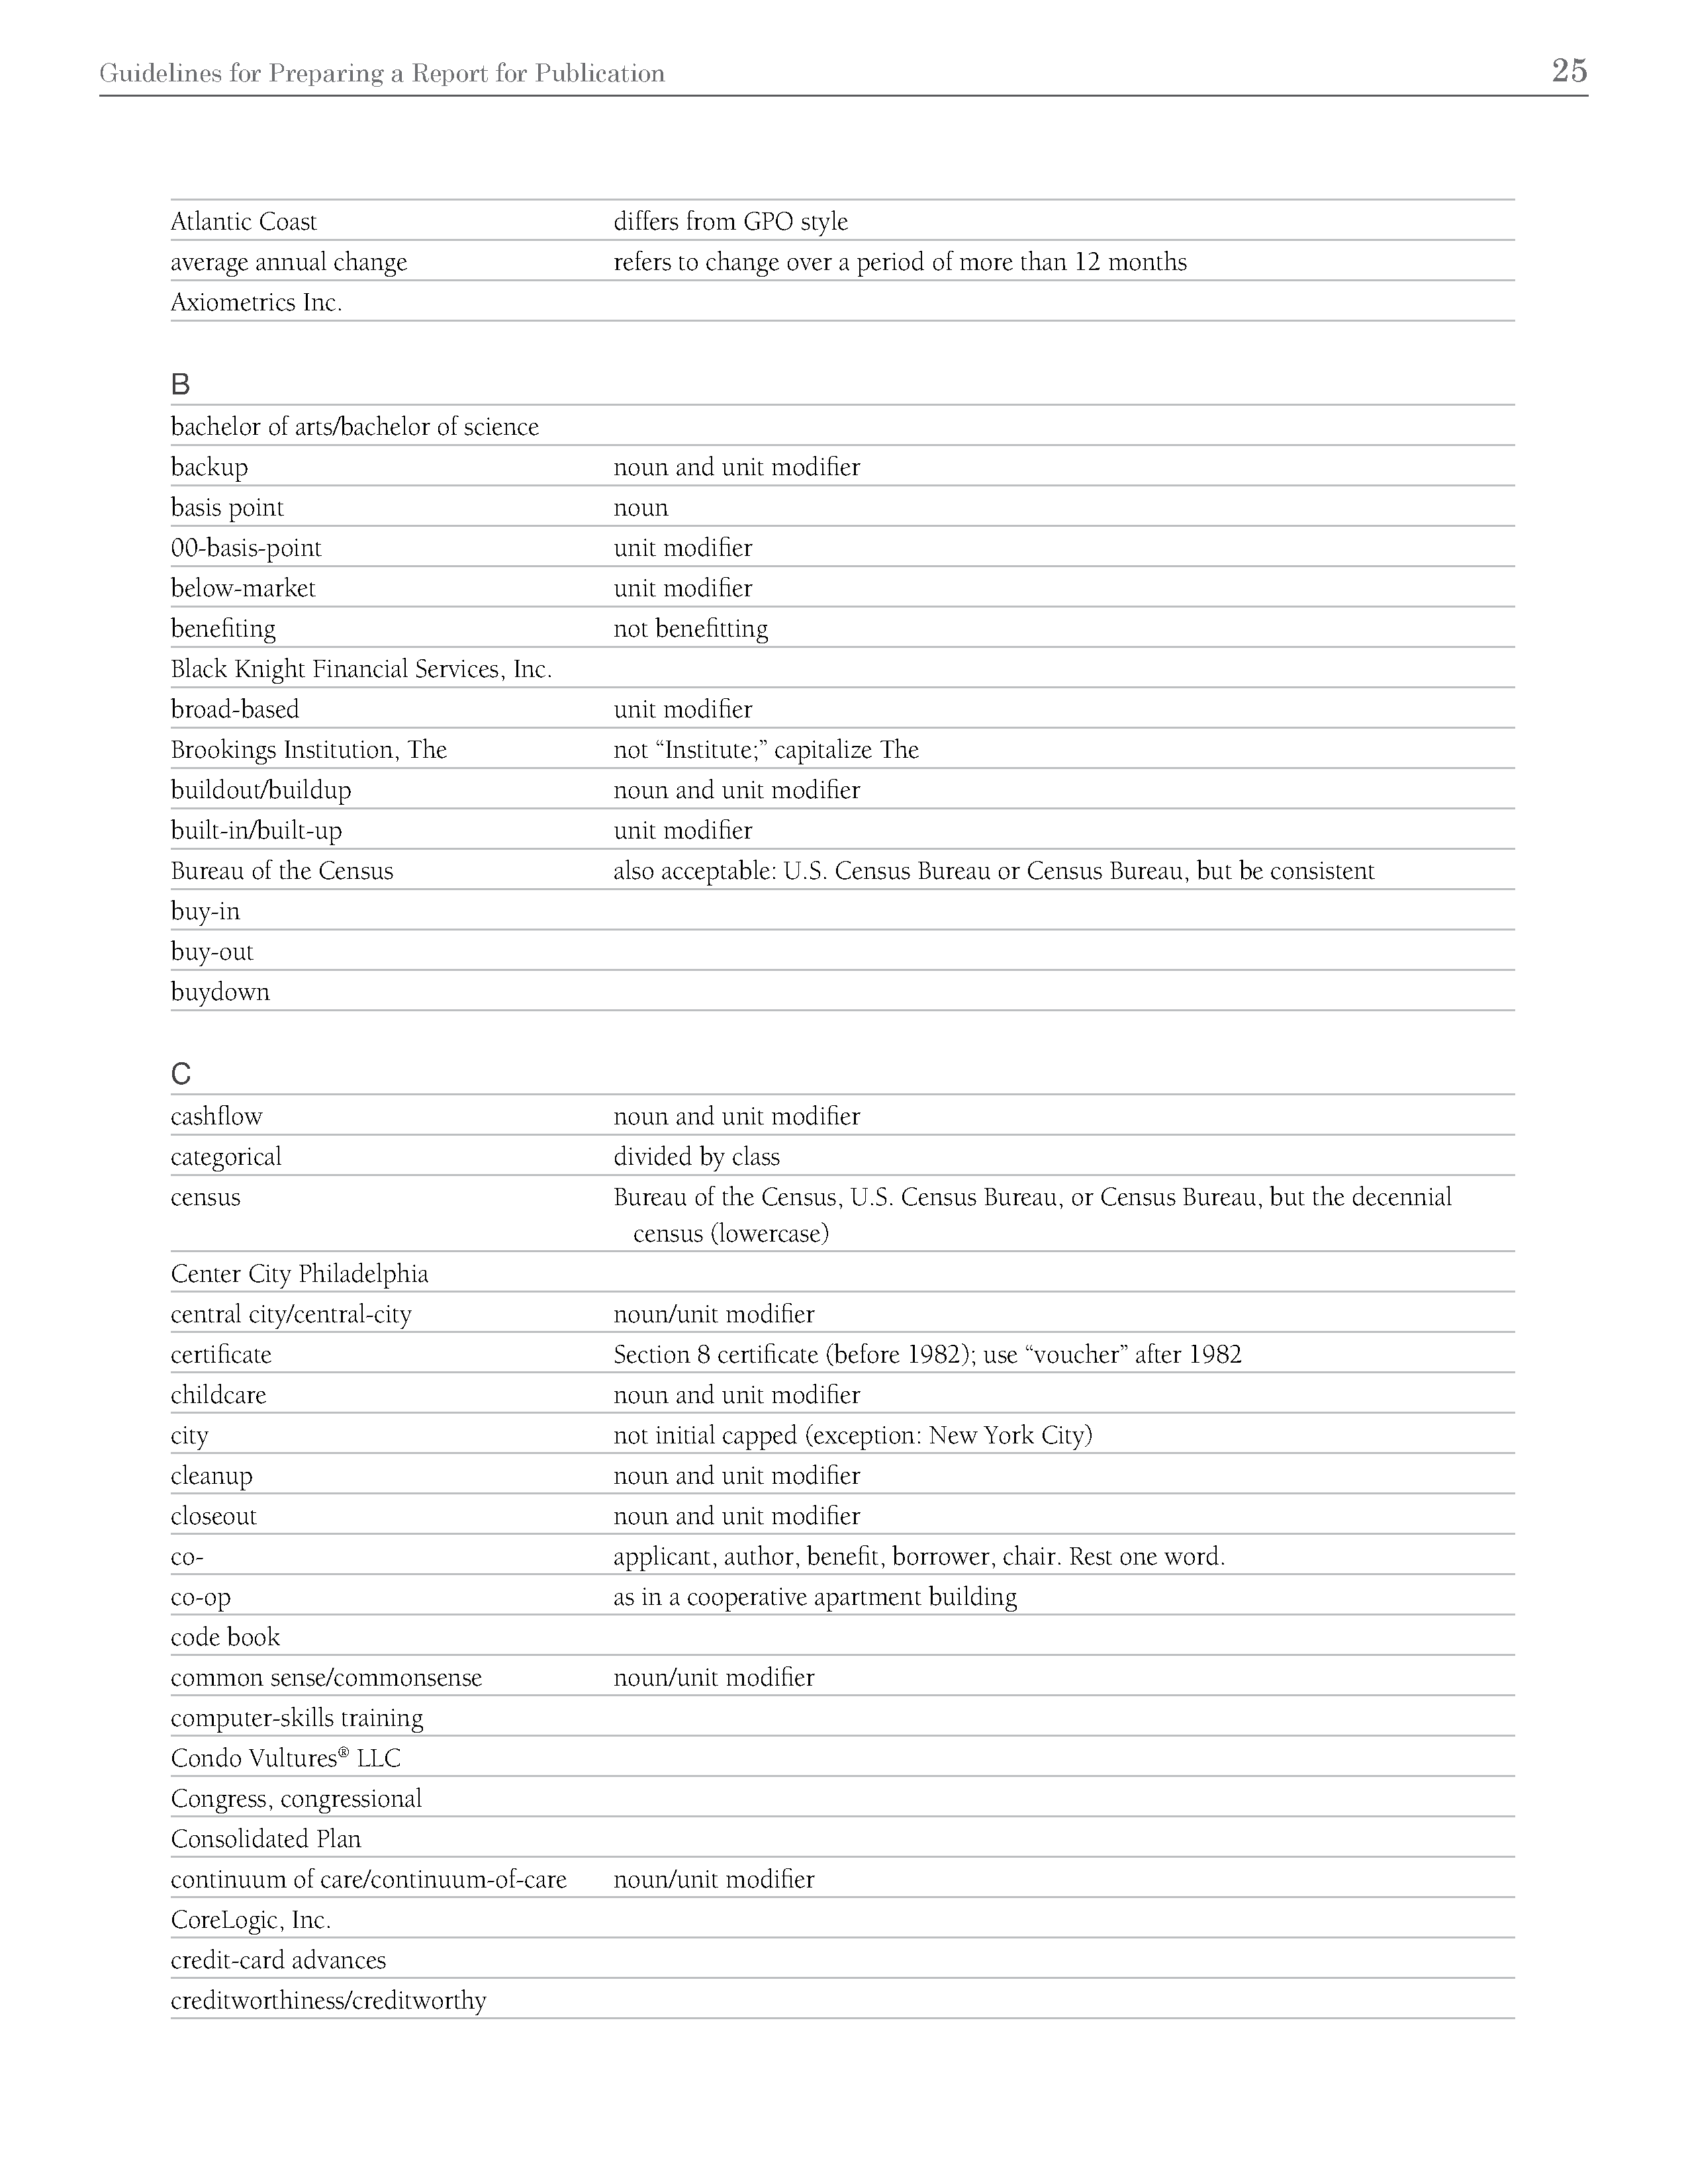 Guidelines for Preparing a Report for Publication 25
Atlantic Coast differs from GPO style
average annual change refers to change over a period of more than 12 months
Axiometrics Inc.
B
bachelor of arts/bachelor of science
backup noun and unit modifier
basis point noun
00-basis-point unit modifier
below-market unit modifier
benefiting not benefitting
Black Knight Financial Services, Inc.
broad-based unit modifier
Brookings Institution, The not “Institute;” capitalize The
buildout/buildup noun and unit modifier
built-in/built-up unit modifier
Bureau of the Census also acceptable: U.S. Census Bureau or Census Bureau, but be consistent
buy-in
buy-out
buydown
C
cashflow noun and unit modifier
categorical divided by class
census Bureau of the Census, U.S. Census Bureau, or Census Bureau, but the decennial
census (lowercase)
Center City Philadelphia
central city/central-city noun/unit modifier
certificate Section 8 certificate (before 1982); use “voucher” after 1982
childcare noun and unit modifier
city not initial capped (exception: New York City)
cleanup noun and unit modifier
closeout noun and unit modifier
co- applicant, author, benefit, borrower, chair. Rest one word.
co-op as in a cooperative apartment building
code book
common sense/commonsense noun/unit modifier
computer-skills training
Condo Vultures® LLC
Congress, congressional
Consolidated Plan
continuum of care/continuum-of-care noun/unit modifier
CoreLogic, Inc.
credit-card advances
creditworthiness/creditworthy